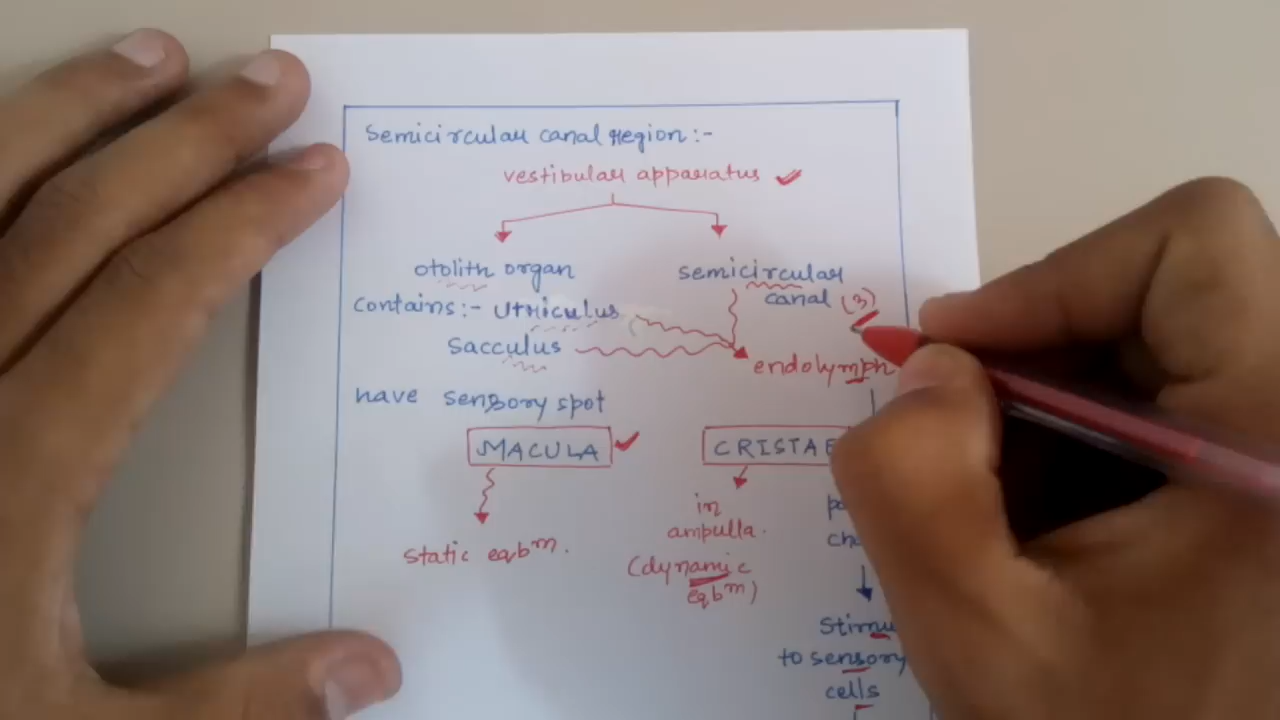 Semicircular canal region:-
vestibular apparatus
otolith organ
semicircular
canal (3)
contains:- Utriculus
Sacculus
endolymph
have sensory spot
MACULA
CRISTAE
in
ampulla.
static eqbm.
(dynamic
eqbm)
to sensory
cells